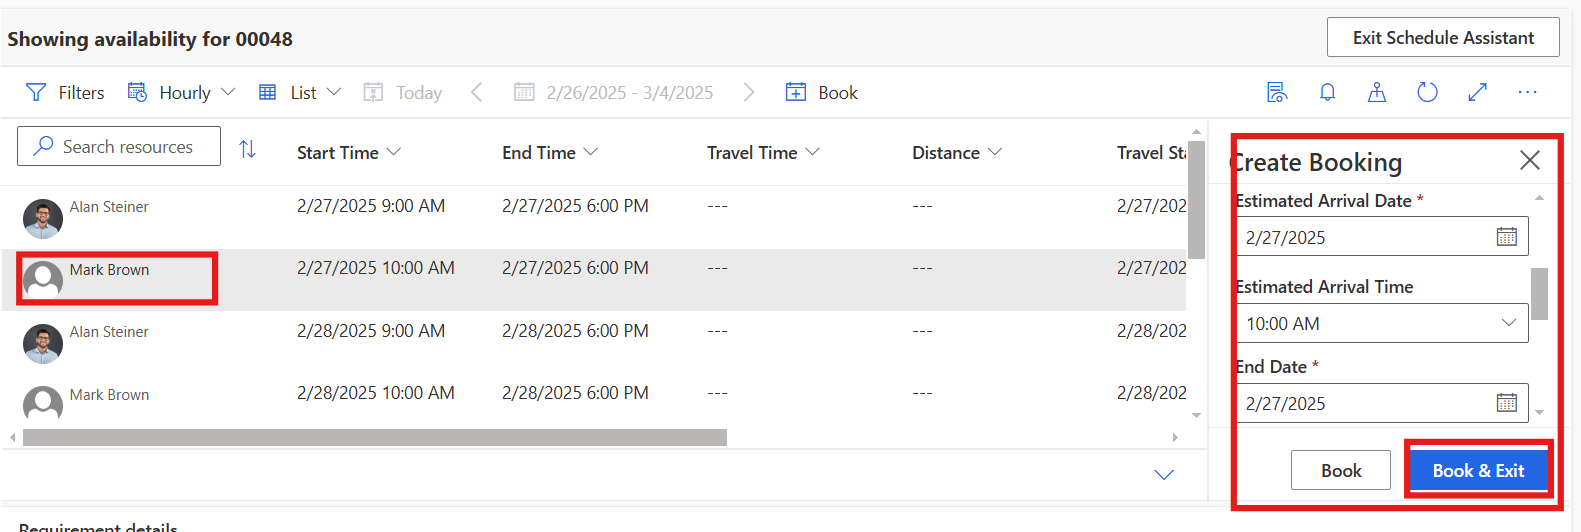 Showing availability for 00048
Exit Schedule Assistant
Filters
Hourly
List
Today
2/26/2025 - 3/4/2025
Book
Search resources
Start Time
End Time
Travel Time
Distance
Travel Sta
Alan Steiner
2/27/2025 9:00 AM
2/27/2025 6:00 PM
---
---
2/27/202
Mark Brown
2/27/2025 10:00 AM
2/27/2025 6:00 PM
---
---
2/27/202
Alan Steiner
2/28/2025 9:00 AM
2/28/2025 6:00 PM
---
---
2/28/202
Mark Brown
2/28/2025 10:00 AM
2/28/2025 6:00 PM
---
---
2/28/202
Create Booking
Estimated Arrival Date *
2/27/2025
Estimated Arrival Time
10:00 AM
End Date *
2/27/2025
Book
Book & Exit
Requirement details